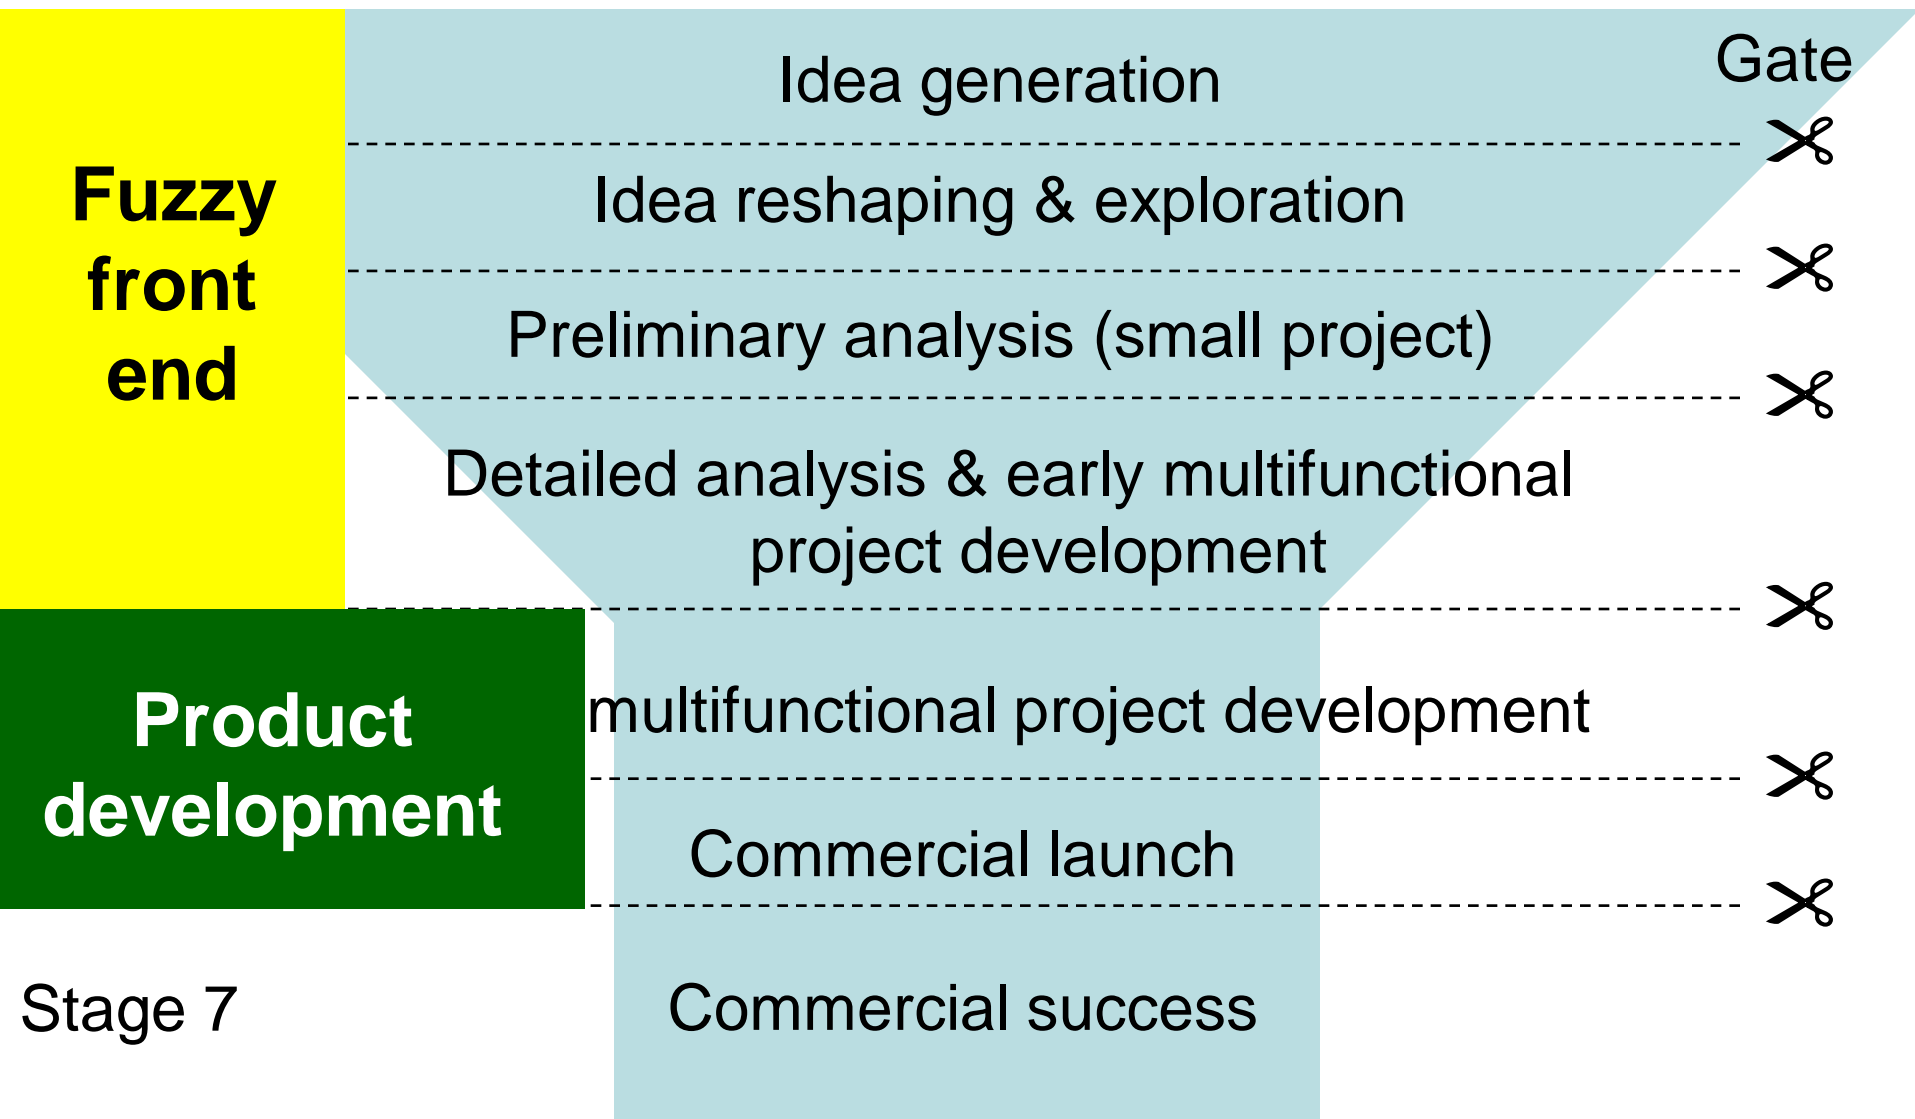 Gate
Idea generation
Idea reshaping & exploration
Preliminary analysis (small project)
Detailed analysis & early multifunctional
project development
Fuzzy
front
end
multifunctional project development
Commercial launch
Product
development
Stage 7
Commercial success